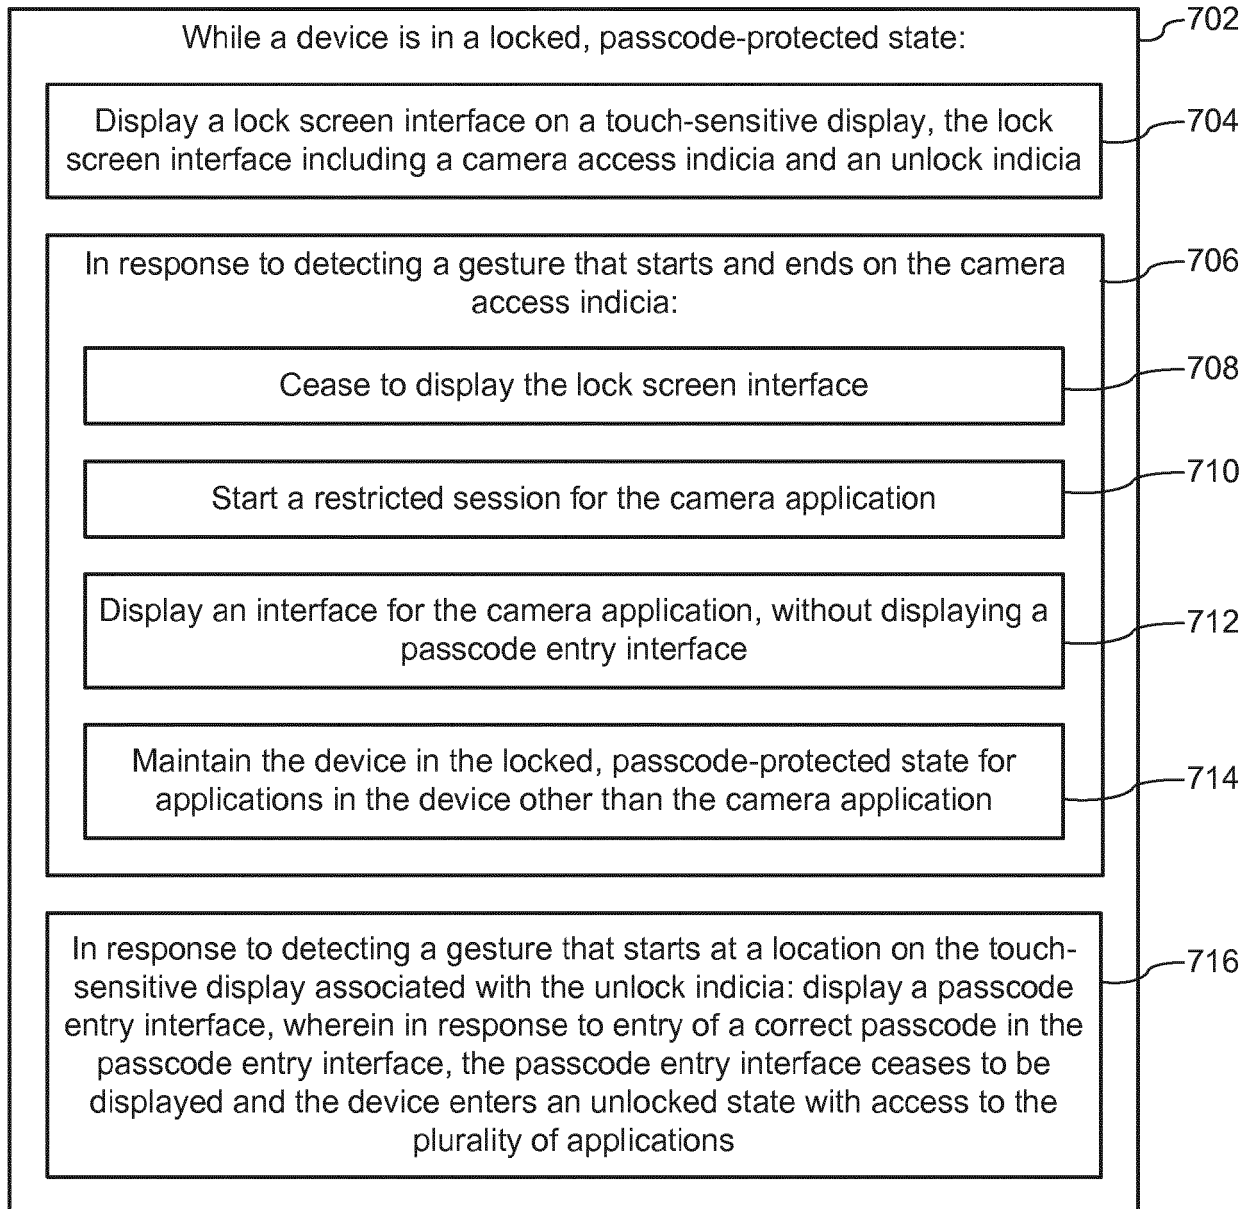 While a device is in a locked, passcode-protected state:
702
Display a lock screen interface on a touch-sensitive display, the lock
screen interface including a camera access indicia and an unlock indicia
704
In response to detecting a gesture that starts and ends on the camera
access indicia:
706
Cease to display the lock screen interface
708
Start a restricted session for the camera application
710
Display an interface for the camera application, without displaying a
passcode entry interface
712
Maintain the device in the locked, passcode-protected state for
applications in the device other than the camera application
714
In response to detecting a gesture that starts at a location on the touch-
sensitive display associated with the unlock indicia: display a passcode
entry interface, wherein in response to entry of a correct passcode in the
passcode entry interface, the passcode entry interface ceases to be
displayed and the device enters an unlocked state with access to the
plurality of applications
716